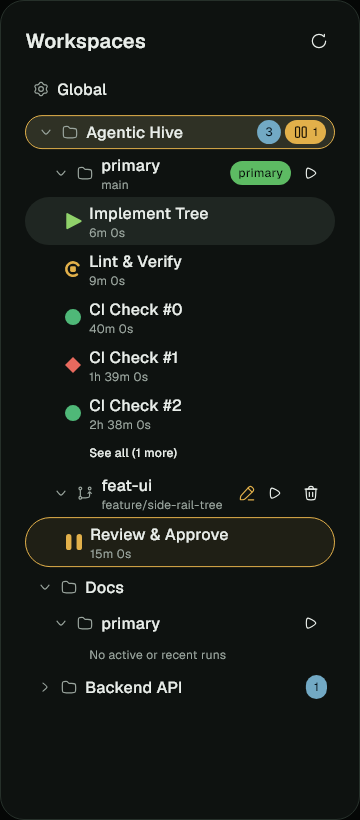 Workspaces
Global
Agentic Hive 3 1
primary primary
main
Implement Tree
6m 0s
Lint & Verify
9m 0s
CI Check #0
40m 0s
CI Check #1
1h 39m 0s
CI Check #2
2h 38m 0s
See all (1 more)
feat-ui
feature/side-rail-tree
Review & Approve
15m 0s
Docs
primary
No active or recent runs
Backend API 1